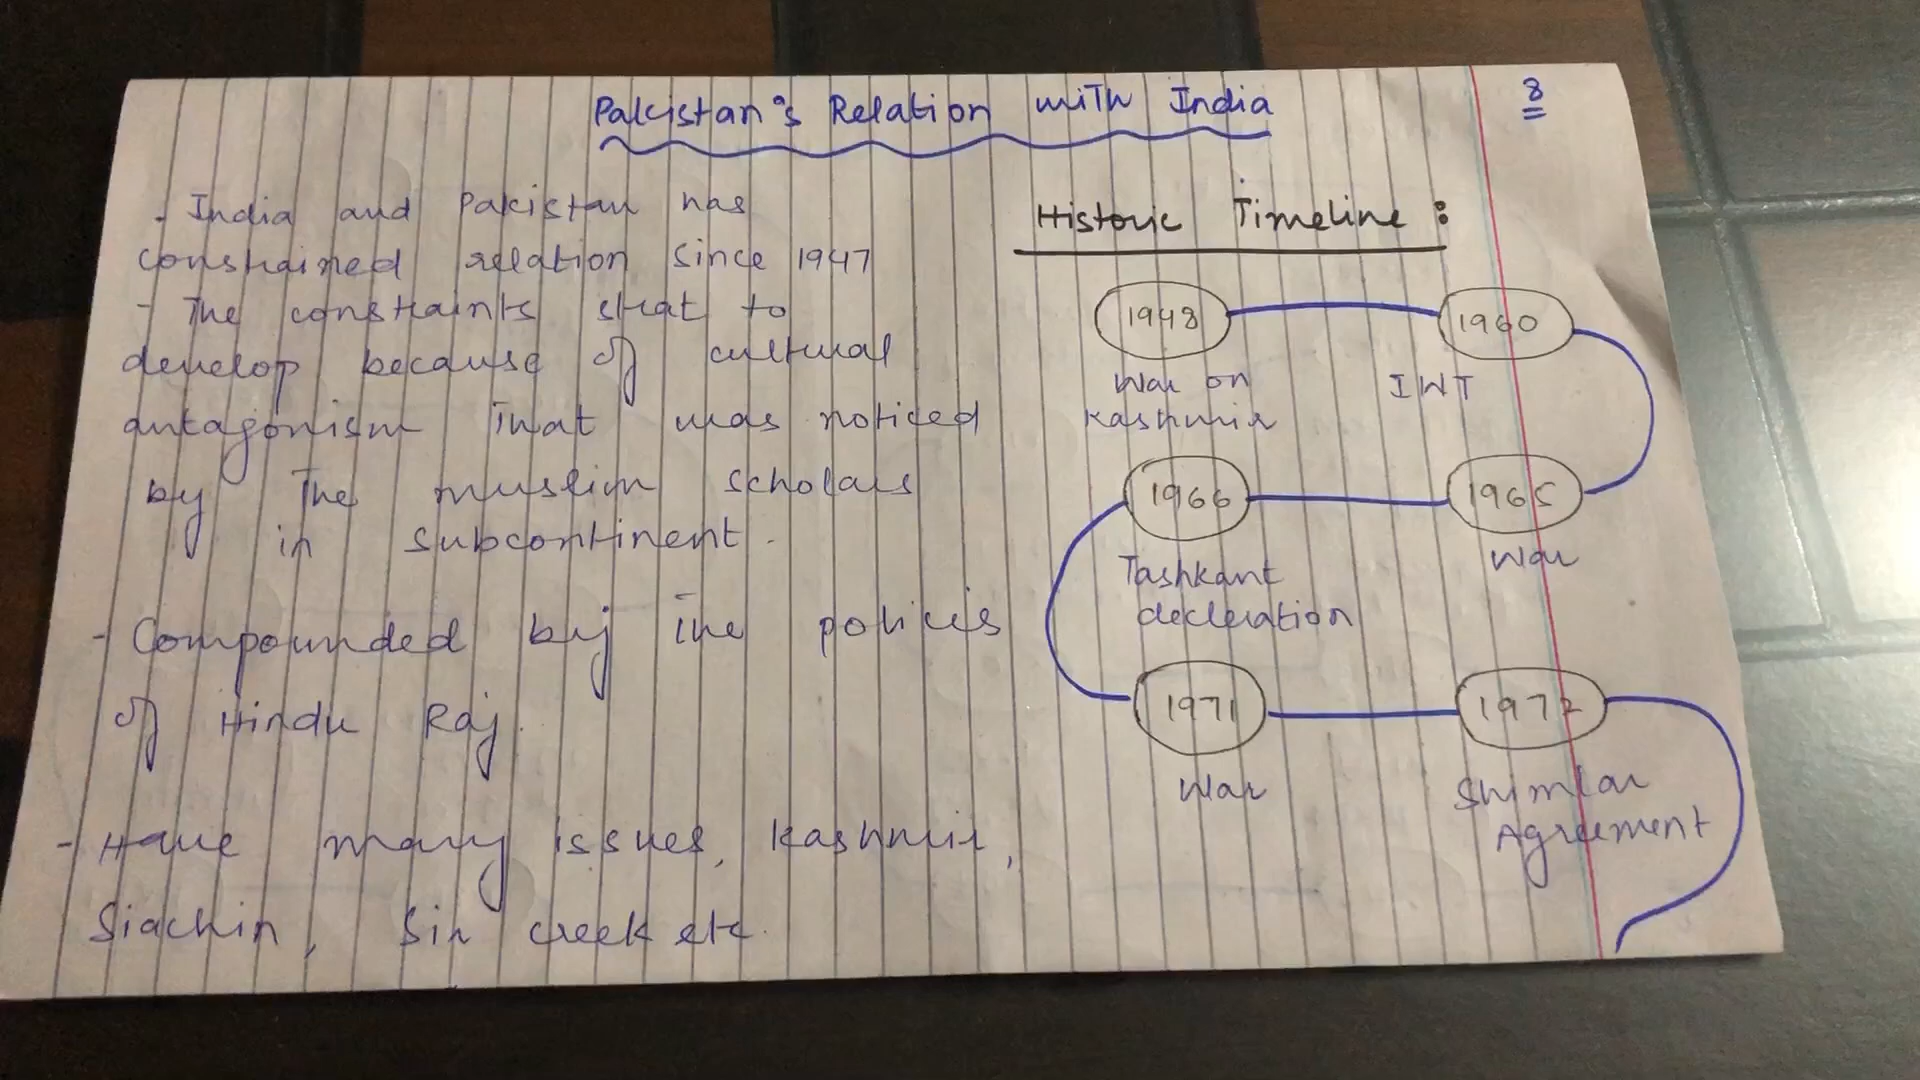 Pakistan's Relation with India
8
. India and Pakistan has
constrained relation since 1947
- The constraints strat to
develop because of cultural
antagonism that was noticed
by the muslim scholars
in subcontinent.
- Compounded by the policies
of Hindu Raj.
- Have many issues, Kashmir,
Siachin, Sir creek etc.
Historic Timeline :
1948 1960
War on IWT
Kashmir
1966 1965
War
Tashkant
decleration
1971 1972
War Shimlar
Agreement